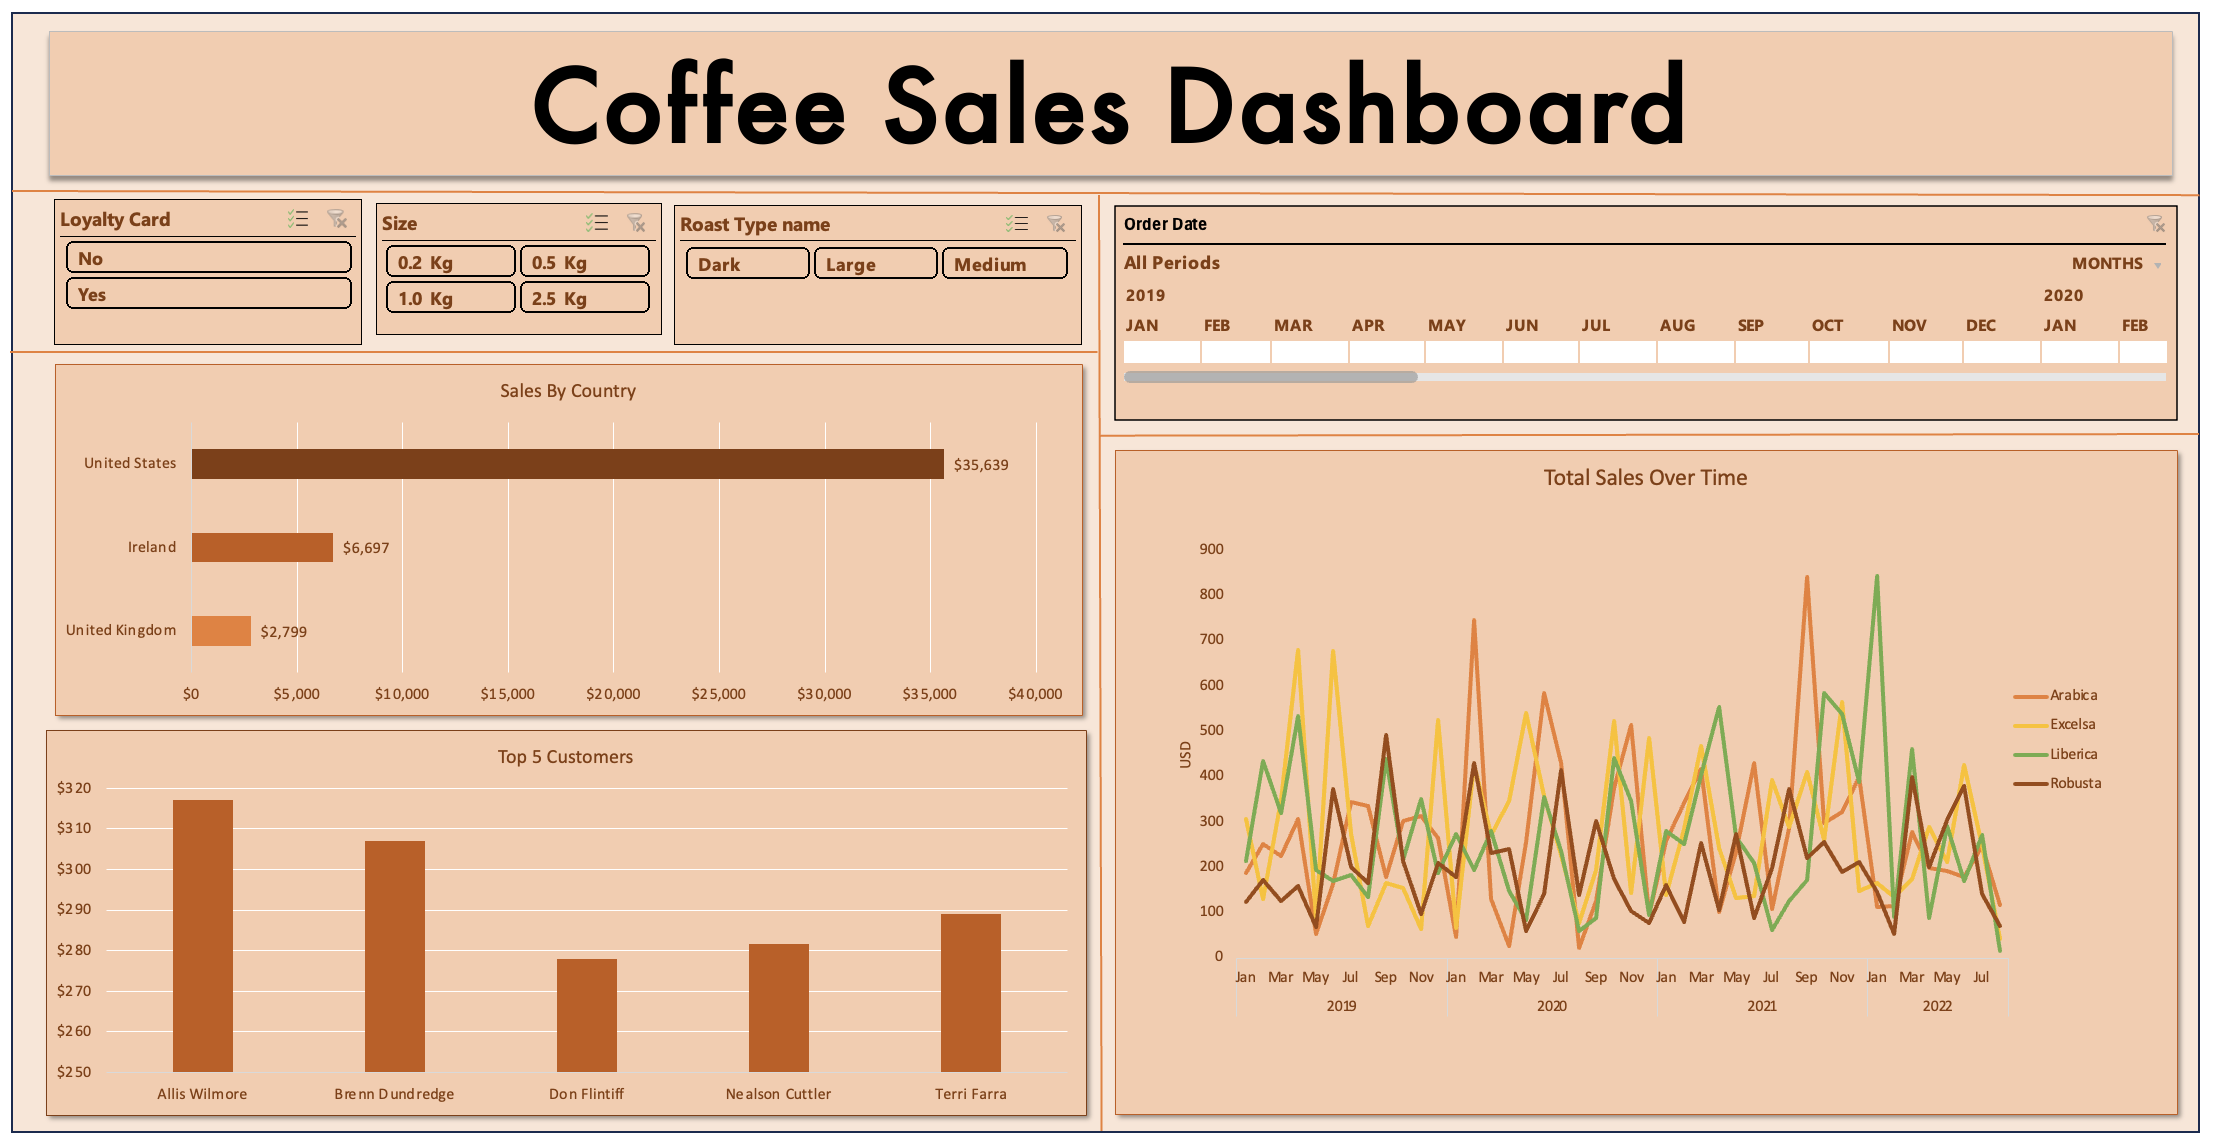 Coffee Sales Dashboard
Loyalty Card
No
Yes
Size
0.2 Kg 0.5 Kg
1.0 Kg 2.5 Kg
Roast Type name
Dark Large Medium
Order Date
All Periods MONTHS
2019 2020
JAN FEB MAR APR MAY JUN JUL AUG SEP OCT NOV DEC JAN FEB
Sales By Country
United States $35,639
Ireland $6,697
United Kingdom $2,799
$0 $5,000 $10,000 $15,000 $20,000 $25,000 $30,000 $35,000 $40,000
Top 5 Customers
$320
$310
$300
$290
$280
$270
$260
$250
Allis Wilmore Brenn Dundredge Don Flintiff Nealson Cuttler Terri Farra
Total Sales Over Time
900
800
700
600
500
400
300
200
100
0
USD
Jan Mar May Jul Sep Nov Jan Mar May Jul Sep Nov Jan Mar May Jul Sep Nov Jan Mar May Jul
2019 2020 2021 2022
Arabica
Excelsa
Liberica
Robusta